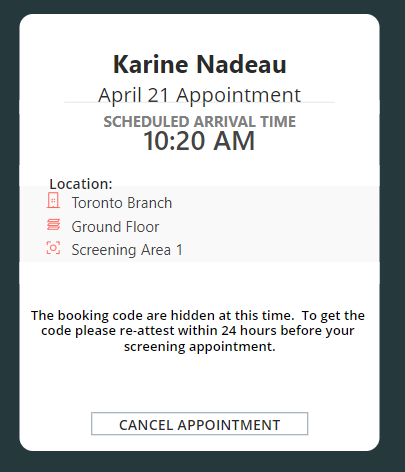 Karine Nadeau
April 21 Appointment
SCHEDULED ARRIVAL TIME
10:20 AM
Location:
Toronto Branch
Ground Floor
Screening Area 1
The booking code are hidden at this time.  To get the
code please re-attest within 24 hours before your
screening appointment.
CANCEL APPOINTMENT